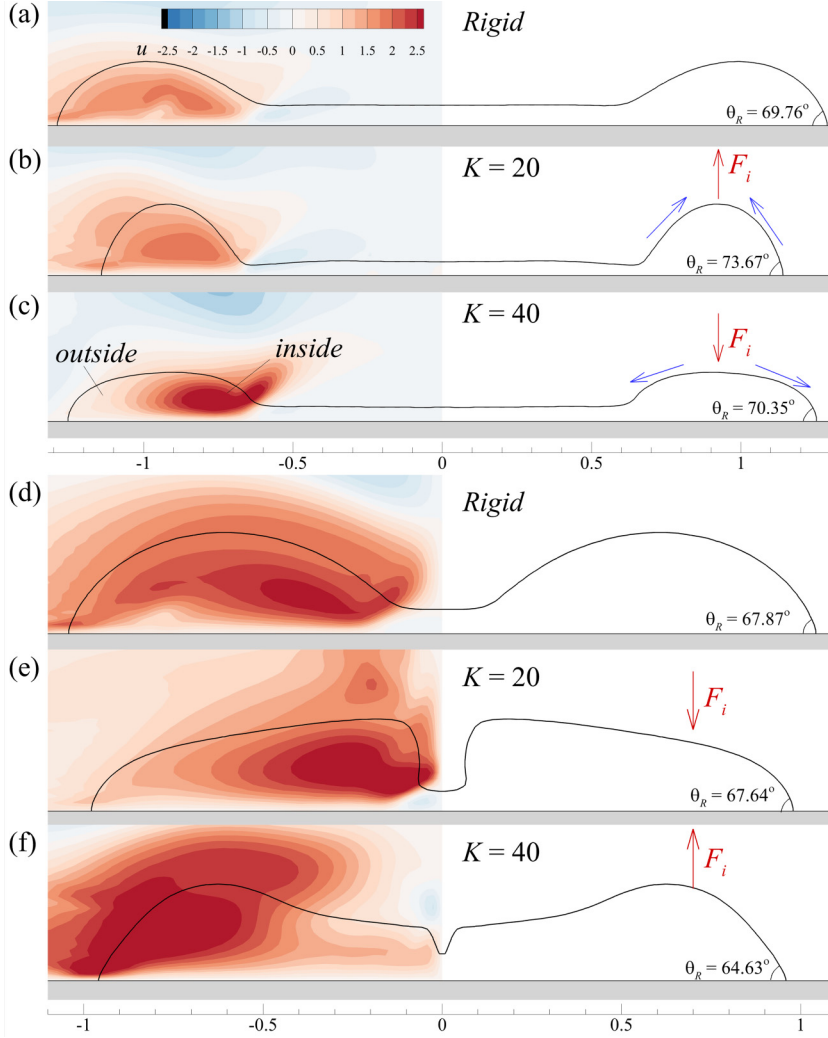 (a)
u
-2.5 -2 -1.5 -1 -0.5 0 0.5 1 1.5 2 2.5
Rigid
θR = 69.76°
(b)
K = 20
Fi
θR = 73.67°
(c)
K = 40
outside
inside
Fi
θR = 70.35°
-1 -0.5 0 0.5 1
(d)
Rigid
θR = 67.87°
(e)
K = 20
Fi
θR = 67.64°
(f)
K = 40
Fi
θR = 64.63°
-1 -0.5 0 0.5 1